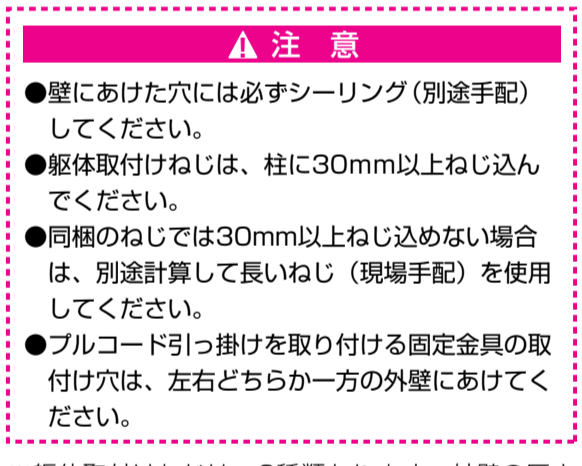 注 意
●壁にあけた穴には必ずシーリング（別途手配）
してください。
●躯体取付けねじは、柱に30mm以上ねじ込ん
でください。
●同梱のねじでは30mm以上ねじ込めない場合
は、別途計算して長いねじ（現場手配）を使用
してください。
●プルコード引っ掛けを取り付ける固定金具の取
付け穴は、左右どちらか一方の外壁にあけてく
ださい。